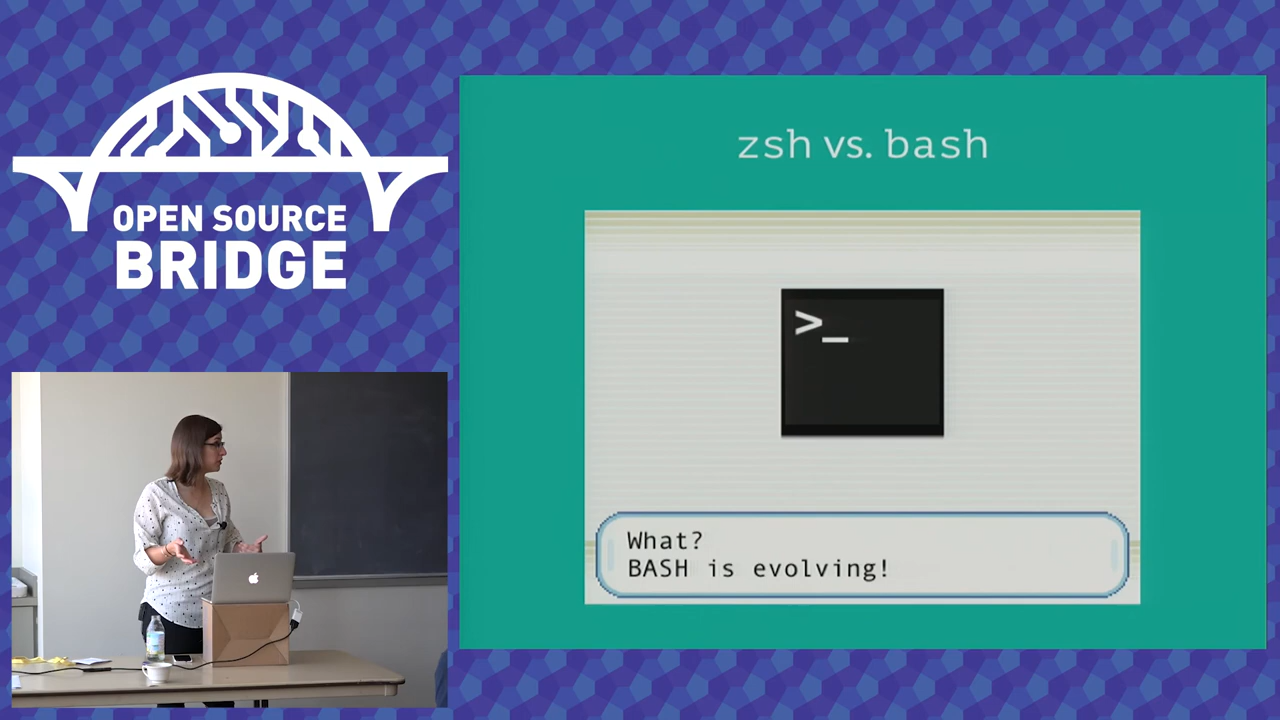 OPEN SOURCE
BRIDGE
zsh vs. bash
>_
What?
BASH is evolving!